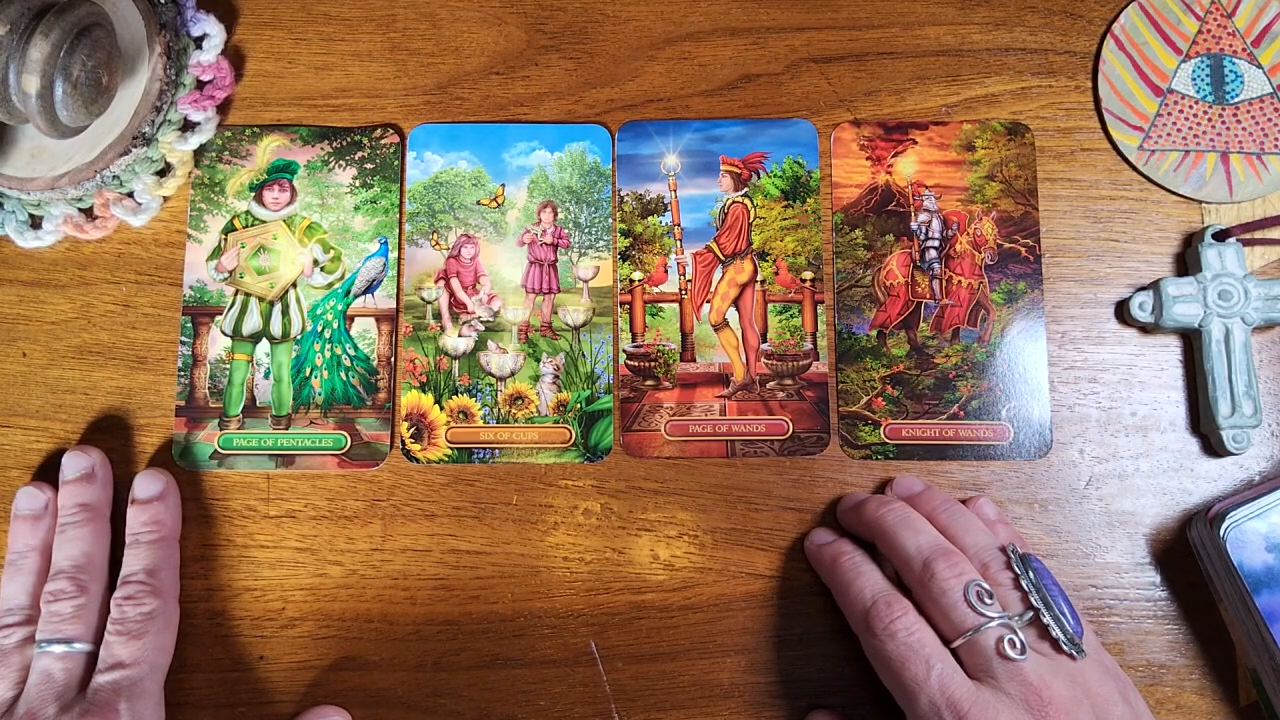 PAGE OF PENTACLES
SIX OF CUPS
PAGE OF WANDS
KNIGHT OF WANDS